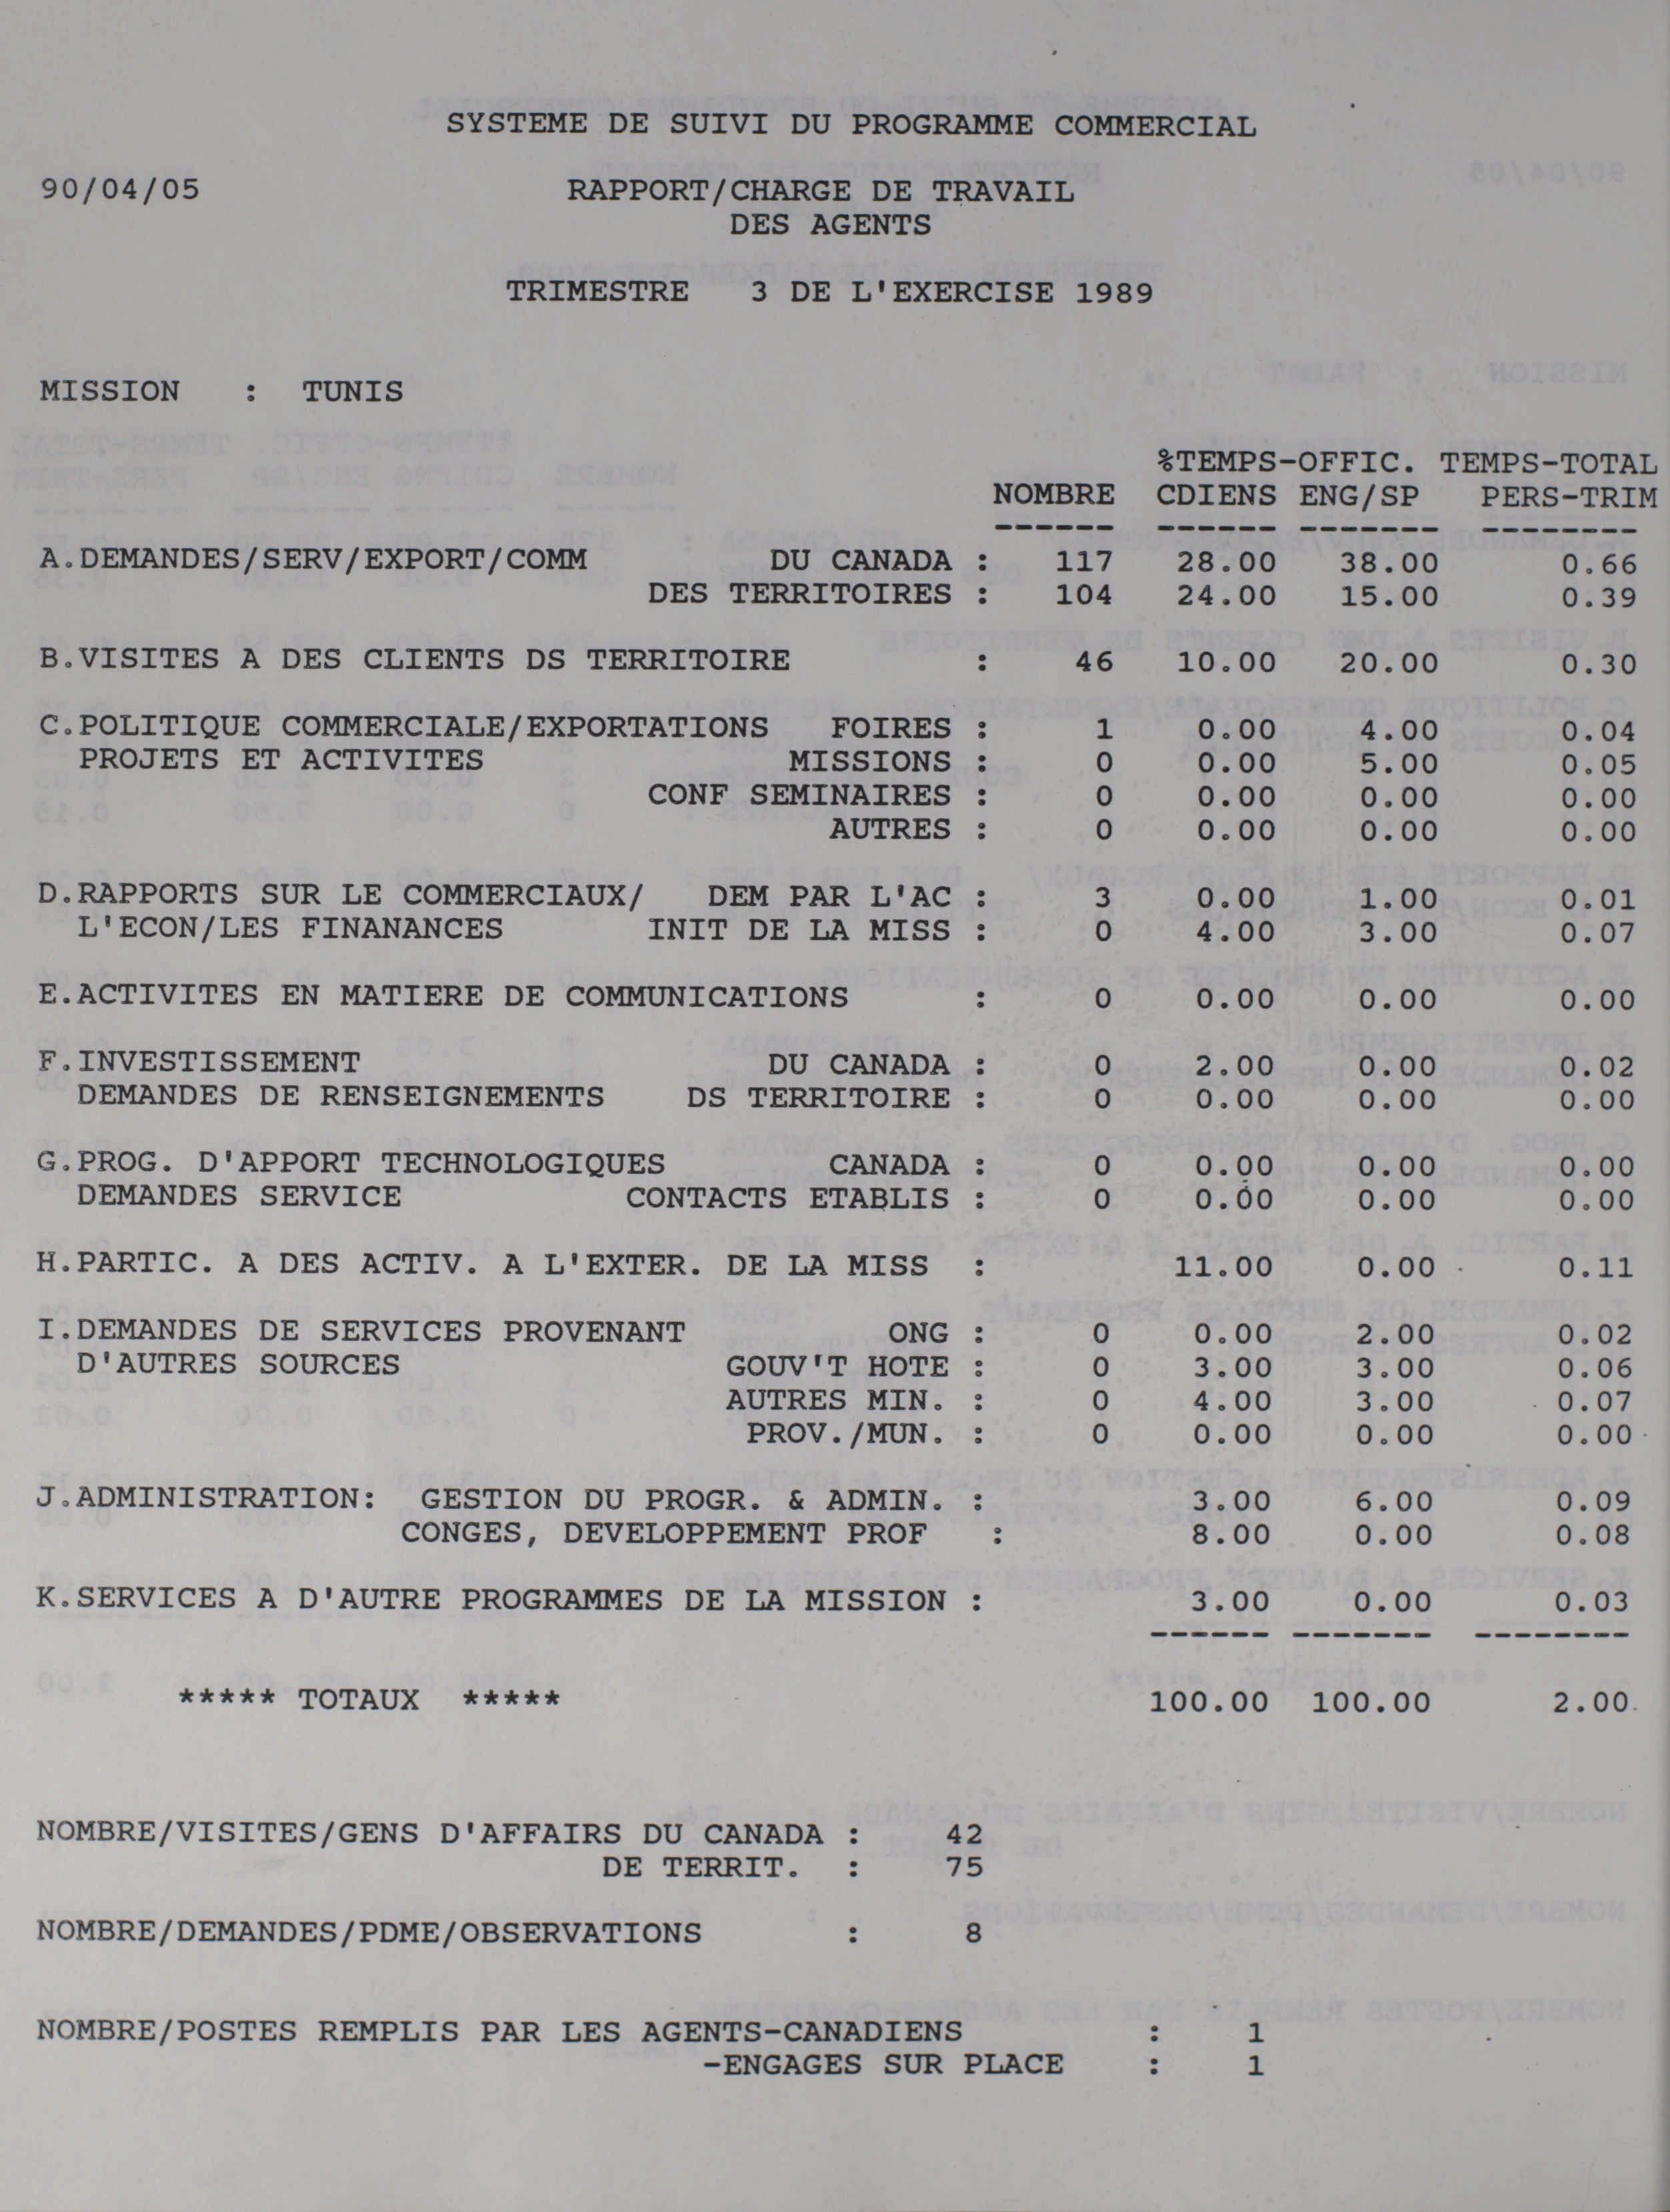 SYSTEME DE SUIVI DU PROGRAMME COMMERCIAL
90/04/05 RAPPORT/CHARGE DE TRAVAIL
DES AGENTS
TRIMESTRE 3 DE L'EXERCISE 1989
MISSION : TUNIS
%TEMPS-OFFIC. TEMPS-TOTAL
NOMBRE CDIENS ENG/SP PERS-TRIM
------ ------ ------- --------
A.DEMANDES/SERV/EXPORT/COMM DU CANADA : 117 28.00 38.00 0.66
DES TERRITOIRES : 104 24.00 15.00 0.39
B.VISITES A DES CLIENTS DS TERRITOIRE : 46 10.00 20.00 0.30
C.POLITIQUE COMMERCIALE/EXPORTATIONS FOIRES : 1 0.00 4.00 0.04
PROJETS ET ACTIVITES MISSIONS : 0 0.00 5.00 0.05
CONF SEMINAIRES : 0 0.00 0.00 0.00
AUTRES : 0 0.00 0.00 0.00
D.RAPPORTS SUR LE COMMERCIAUX/ DEM PAR L'AC : 3 0.00 1.00 0.01
L'ECON/LES FINANANCES INIT DE LA MISS : 0 4.00 3.00 0.07
E.ACTIVITES EN MATIERE DE COMMUNICATIONS : 0 0.00 0.00 0.00
F.INVESTISSEMENT DU CANADA : 0 2.00 0.00 0.02
DEMANDES DE RENSEIGNEMENTS DS TERRITOIRE : 0 0.00 0.00 0.00
G.PROG. D'APPORT TECHNOLOGIQUES CANADA : 0 0.00 0.00 0.00
DEMANDES SERVICE CONTACTS ETABLIS : 0 0.00 0.00 0.00
H.PARTIC. A DES ACTIV. A L'EXTER. DE LA MISS : 11.00 0.00 0.11
I.DEMANDES DE SERVICES PROVENANT ONG : 0 0.00 2.00 0.02
D'AUTRES SOURCES GOUV'T HOTE : 0 3.00 3.00 0.06
AUTRES MIN. : 0 4.00 3.00 0.07
PROV./MUN. : 0 0.00 0.00 0.00
J.ADMINISTRATION: GESTION DU PROGR. & ADMIN. : 3.00 6.00 0.09
CONGES, DEVELOPPEMENT PROF : 8.00 0.00 0.08
K.SERVICES A D'AUTRE PROGRAMMES DE LA MISSION : 3.00 0.00 0.03
------ ------- --------
***** TOTAUX ***** 100.00 100.00 2.00
NOMBRE/VISITES/GENS D'AFFAIRS DU CANADA : 42
DE TERRIT. : 75
NOMBRE/DEMANDES/PDME/OBSERVATIONS : 8
NOMBRE/POSTES REMPLIS PAR LES AGENTS-CANADIENS : 1
-ENGAGES SUR PLACE : 1